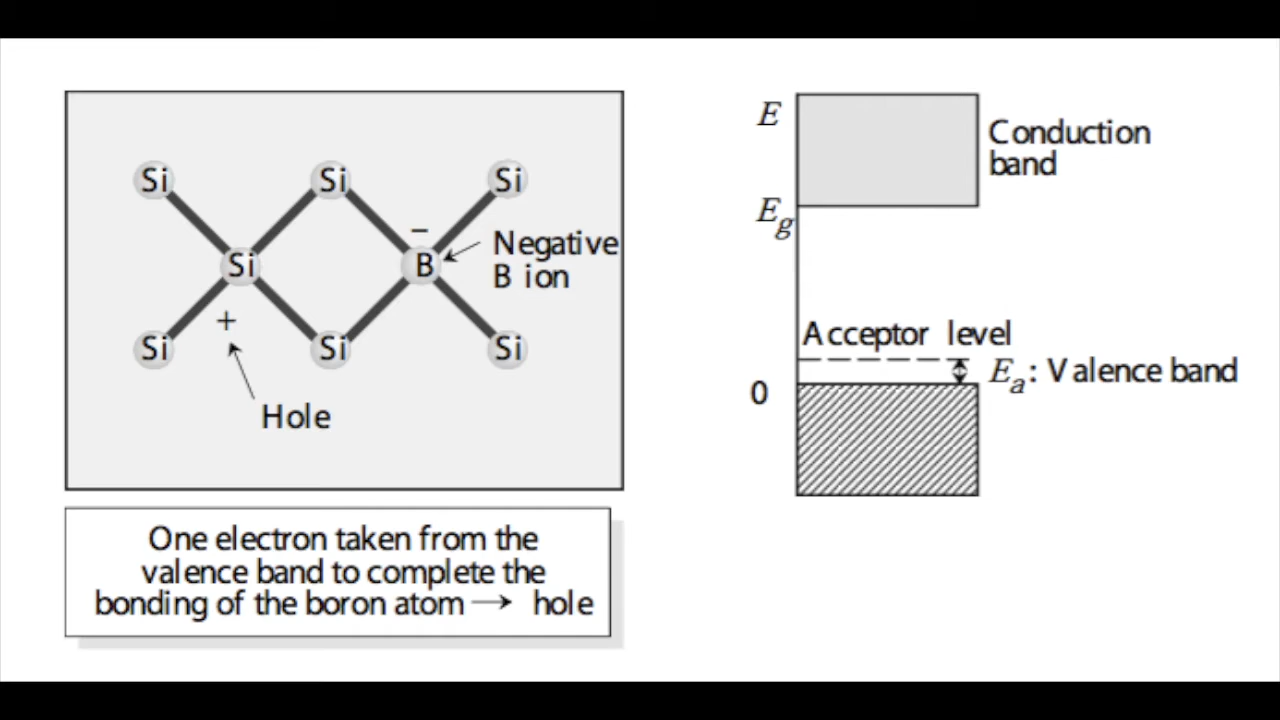 Si
Si
Si
Si
B
–
Negative
B ion
+
Si
Si
Si
Hole
One electron taken from the
valence band to complete the
bonding of the boron atom → hole
E
Conduction
band
Eg
Acceptor level
Ea: Valence band
0